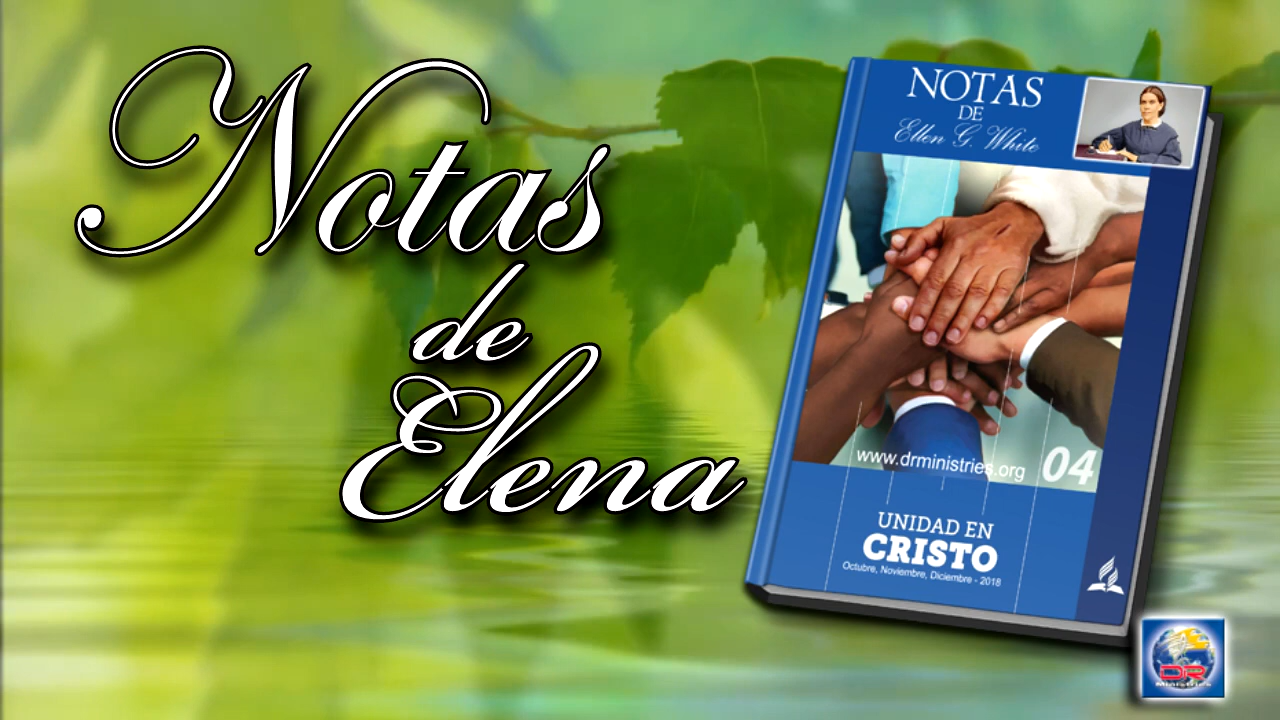 Notas
de
Elena
NOTAS
DE
Ellen G. White
www.drministries.org
04
UNIDAD EN
CRISTO
Octubre, Noviembre, Diciembre - 2018
DR
Ministries